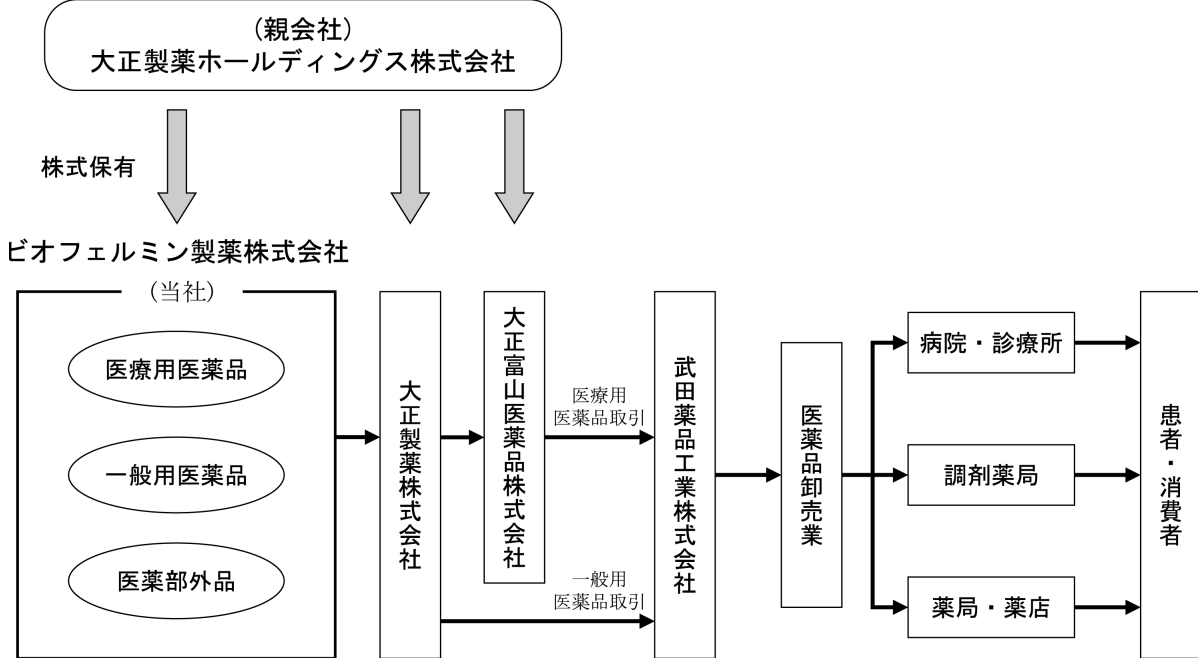 (親会社)
大正製薬ホールディングス株式会社
株式保有
ビオフェルミン製薬株式会社
(当社)
医療用医薬品
一般用医薬品
医薬部外品
大正製薬株式会社
大正富山医薬品株式会社
医療用
医薬品取引
一般用
医薬品取引
武田薬品工業株式会社
医薬品卸売業
病院・診療所
調剤薬局
薬局・薬店
患者・消費者